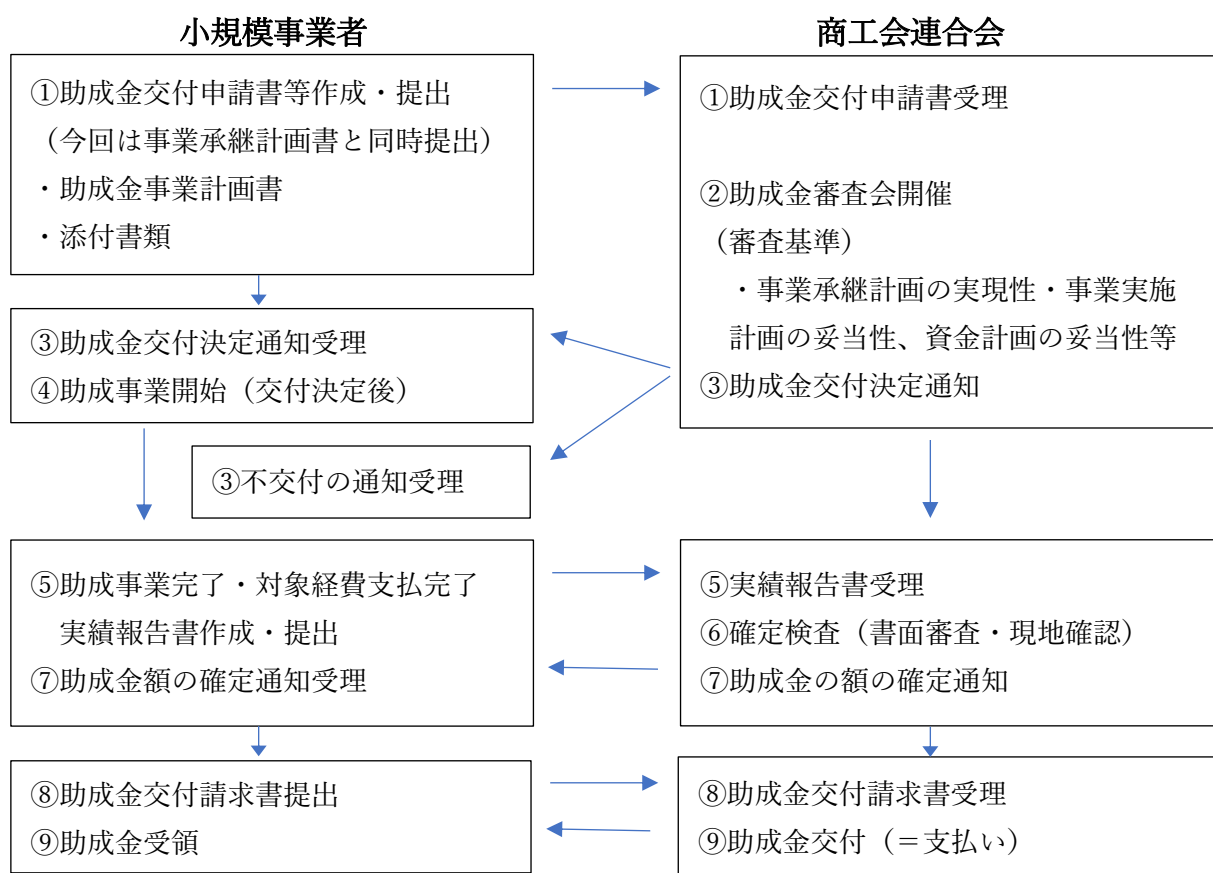 小規模事業者
①助成金交付申請書等作成・提出
（今回は事業承継計画書と同時提出）
・助成金事業計画書
・添付書類
③助成金交付決定通知受理
④助成事業開始（交付決定後）
③不交付の通知受理
⑤助成事業完了・対象経費支払完了
実績報告書作成・提出
⑦助成金額の確定通知受理
⑧助成金交付請求書提出
⑨助成金受領
商工会連合会
①助成金交付申請書受理
②助成金審査会開催
（審査基準）
・事業承継計画の実現性・事業実施
計画の妥当性、資金計画の妥当性等
③助成金交付決定通知
⑤実績報告書受理
⑥確定検査（書面審査・現地確認）
⑦助成金の額の確定通知
⑧助成金交付請求書受理
⑨助成金交付（＝支払い）